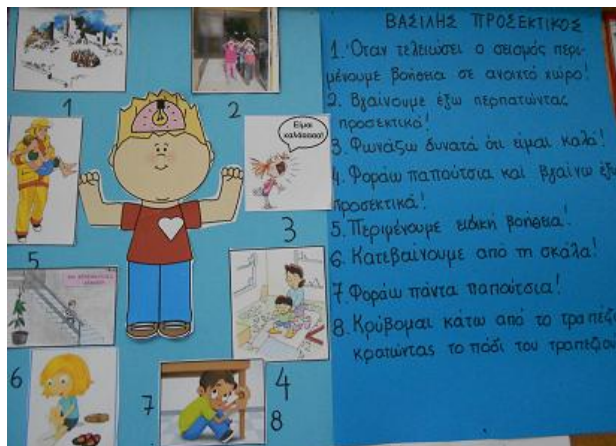 1
2
Είμαι
καλάααα!
3
5
6
7
4
8
ΒΑΣΙΛΗΣ ΠΡΟΣΕΚΤΙΚΟΣ
1. Όταν τελειώσει ο σεισμός περι-
μένουμε βοήθεια σε ανοιχτό χώρο!
2. Βγαίνουμε έξω περπατώντας
προσεκτικά!
3. Φωνάζω δυνατά ότι είμαι καλά!
4. Φοράω παπούτσια και βγαίνω έξω
προσεκτικά!
5. Περιμένουμε ειδική βοήθεια!
6. Κατεβαίνουμε από τη σκάλα!
7. Φοράω πάντα παπούτσια!
8. Κρύβομαι κάτω από το τραπέζι
κρατώντας το πόδι του τραπεζιού